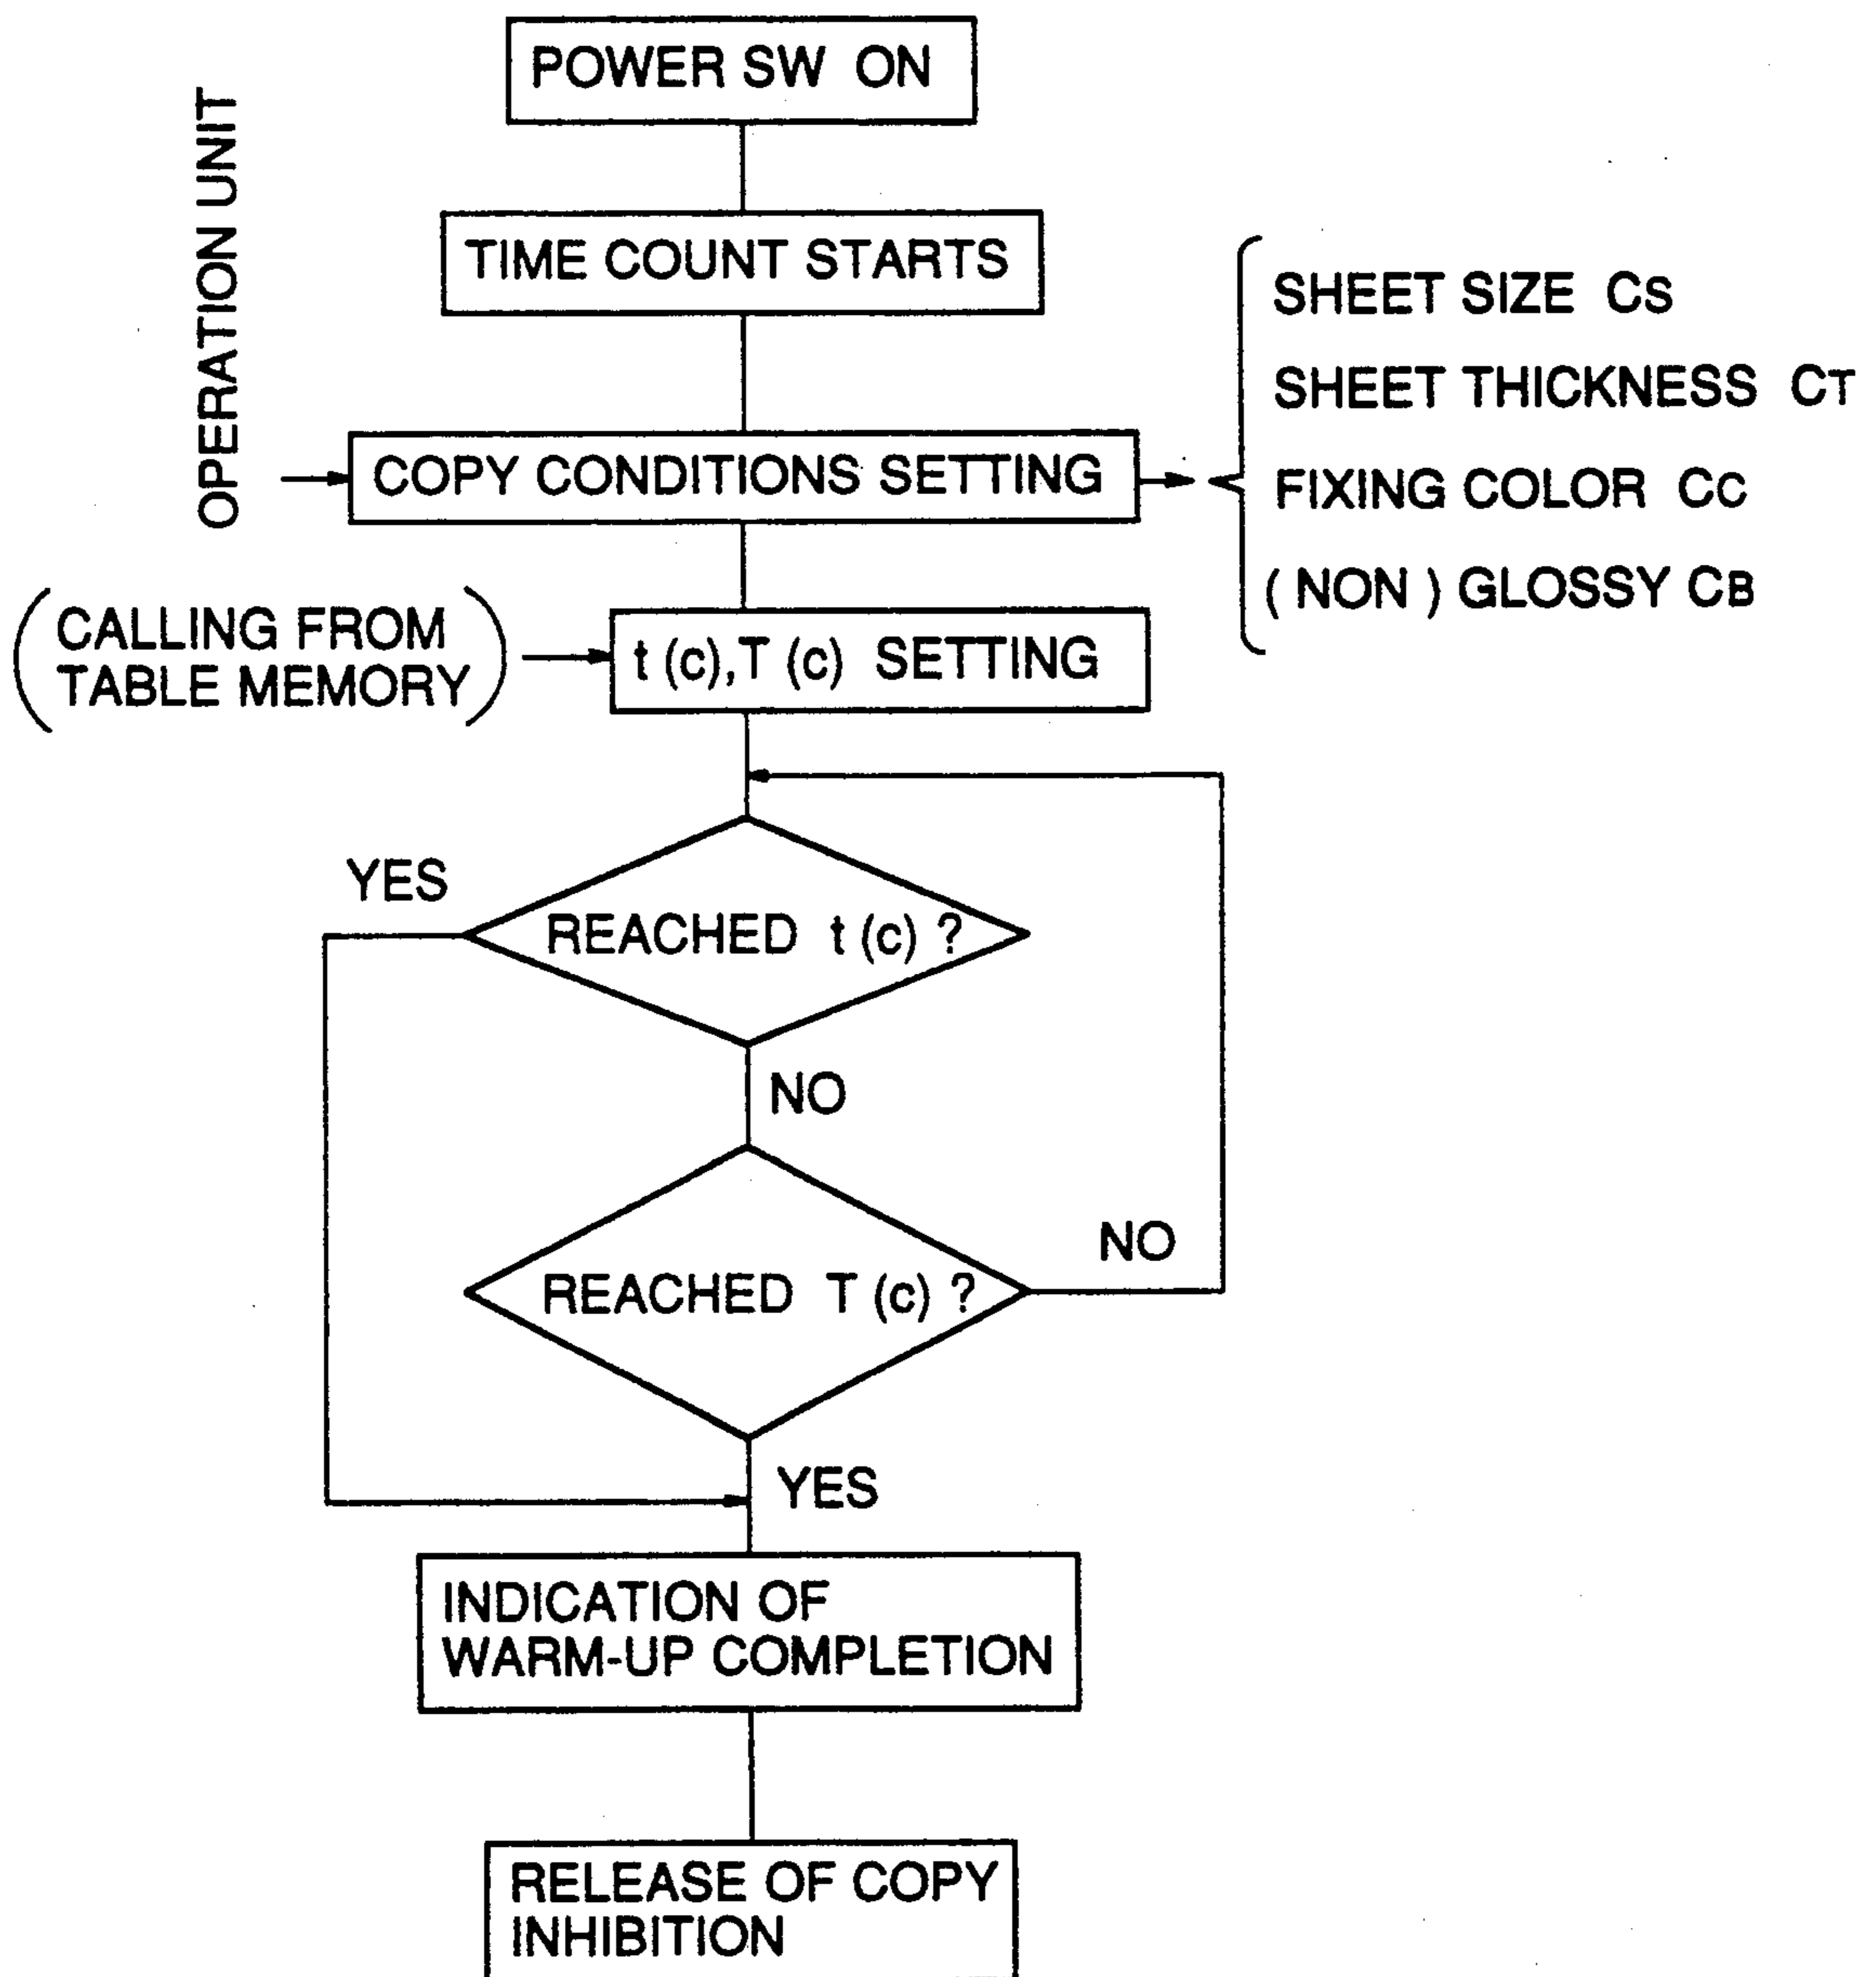 POWER SW ON
OPERATION UNIT
TIME COUNT STARTS
COPY CONDITIONS SETTING
SHEET SIZE Cs
SHEET THICKNESS CT
FIXING COLOR Cc
( NON ) GLOSSY CB
( CALLING FROM
TABLE MEMORY )
t (c), T (c) SETTING
YES
REACHED t (c) ?
NO
REACHED T (c) ?
NO
YES
INDICATION OF
WARM-UP COMPLETION
RELEASE OF COPY
INHIBITION